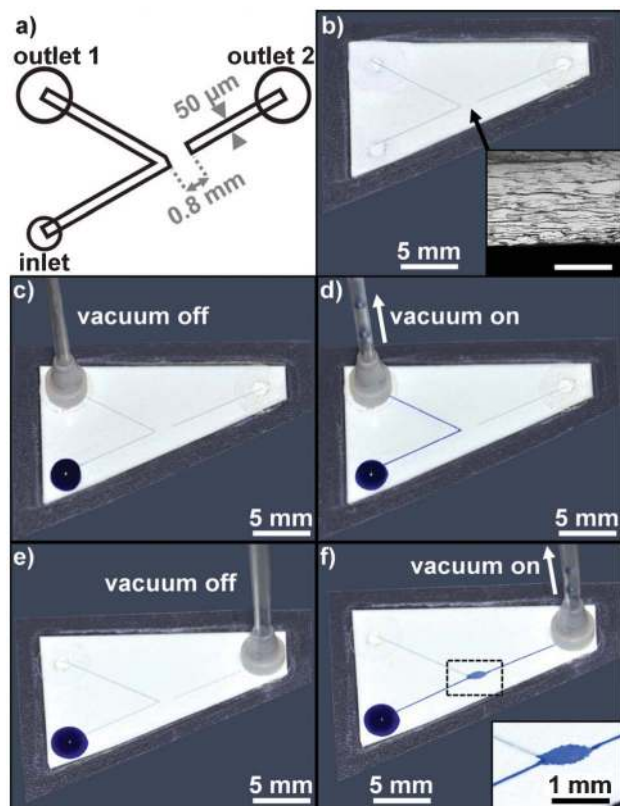 a)
outlet 1
outlet 2
50 µm
0.8 mm
inlet
b)
5 mm
c)
vacuum off
5 mm
d)
vacuum on
5 mm
e)
vacuum off
5 mm
f)
vacuum on
5 mm
1 mm